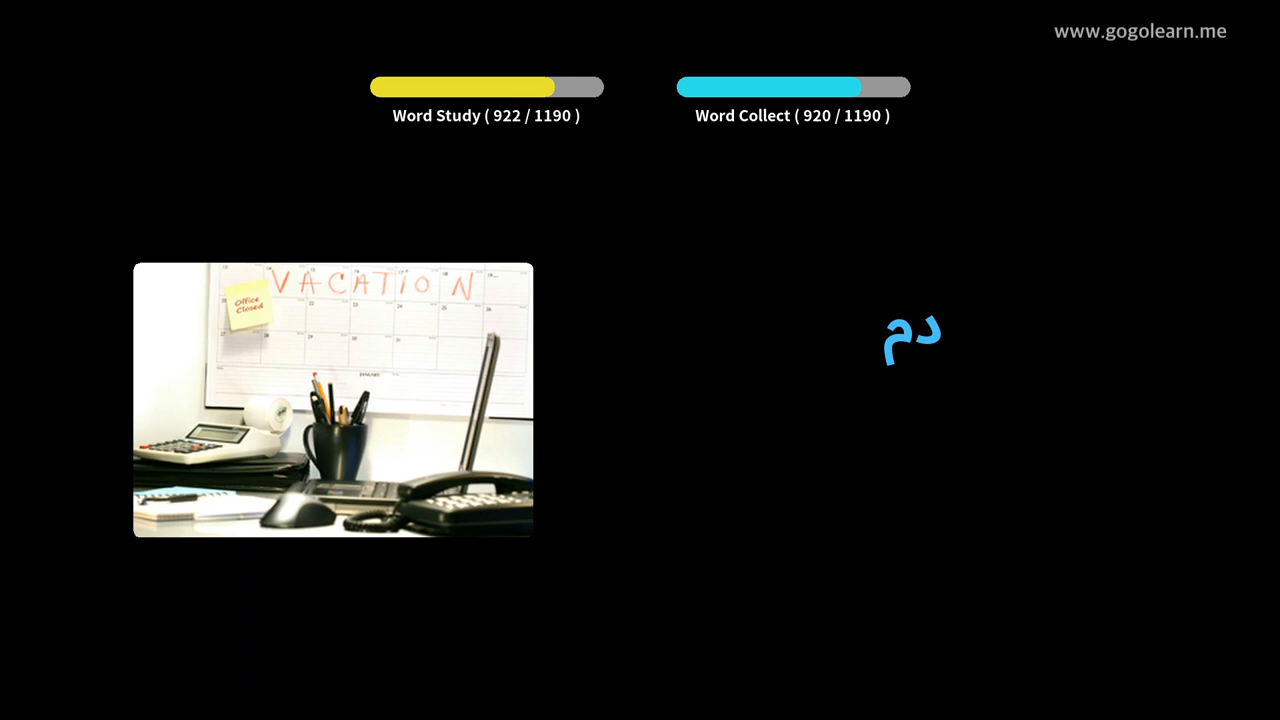 www.gogolearn.me
Word Study ( 922 / 1190 )
Word Collect ( 920 / 1190 )
VACATION
Office
Closed
دم